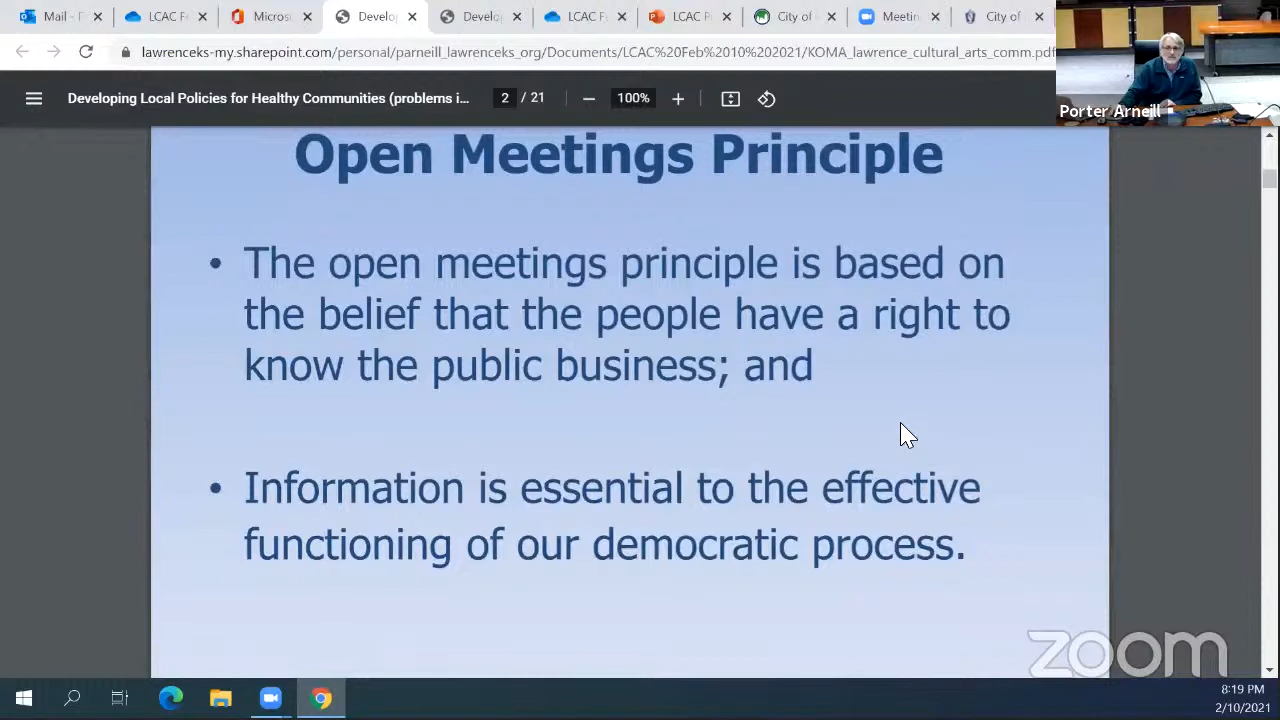 Mail - F
LCAC F
Micros
Develo
Develo
LCAC F
LCAC F
City of
Meetin
City of
lawrenceks-my.sharepoint.com/personal/parneill_lawrenceks_org/Documents/LCAC%20Feb%2010%202021/KOMA_lawrence_cultural_arts_comm.pdf
Porter Arneill
Developing Local Policies for Healthy Communities (problems i...
2 / 21
100%
Open Meetings Principle
• The open meetings principle is based on
the belief that the people have a right to
know the public business; and
• Information is essential to the effective
functioning of our democratic process.
zoom
8:19 PM
2/10/2021